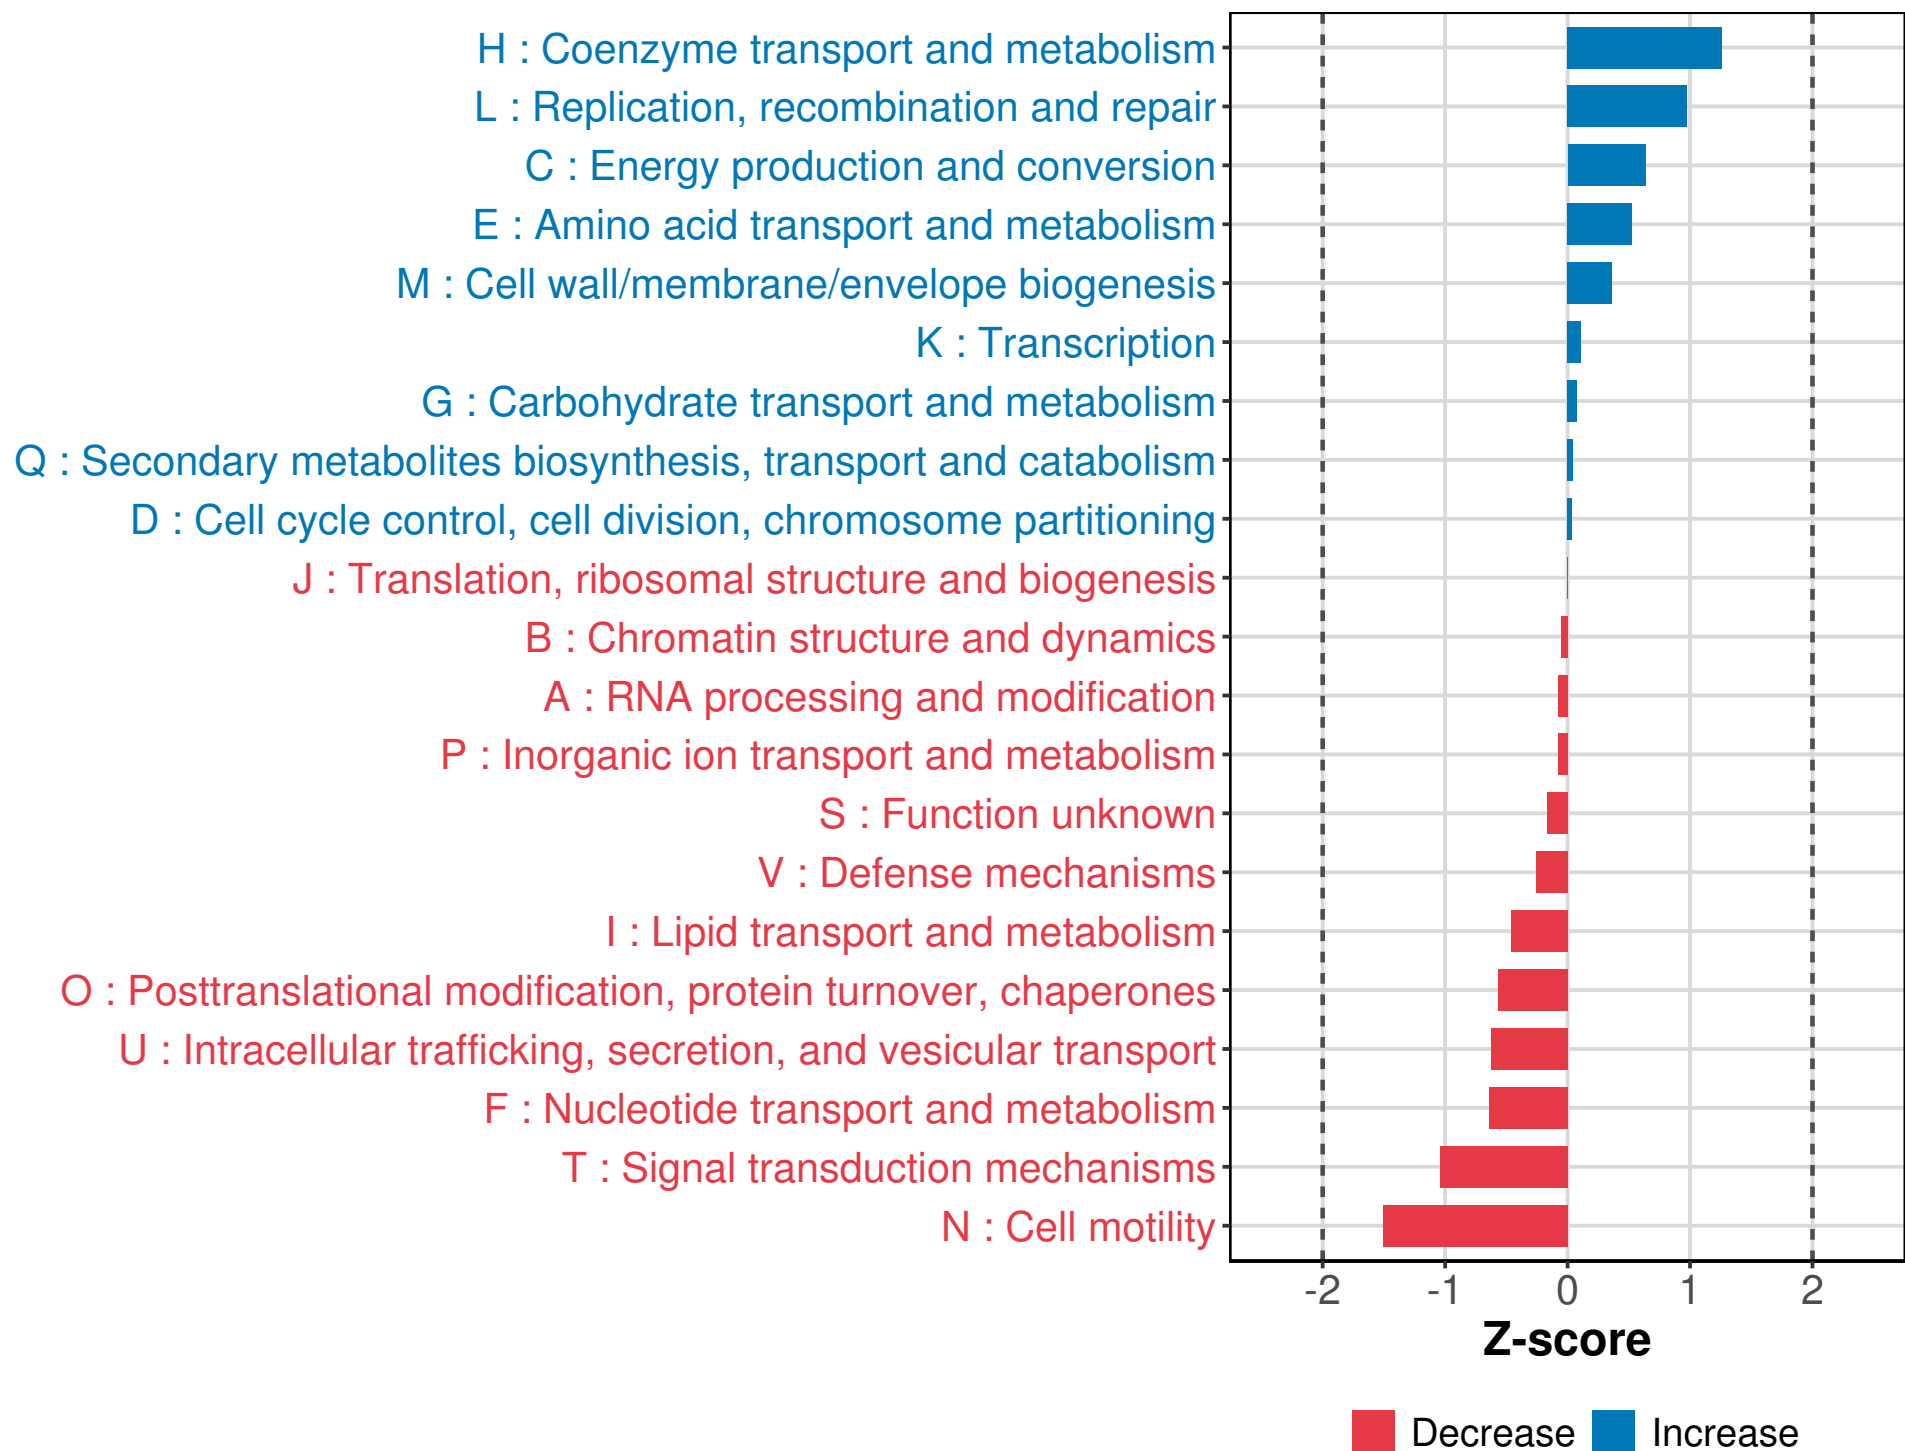 H : Coenzyme transport and metabolism
L : Replication, recombination and repair
C : Energy production and conversion
E : Amino acid transport and metabolism
M : Cell wall/membrane/envelope biogenesis
K : Transcription
G : Carbohydrate transport and metabolism
Q : Secondary metabolites biosynthesis, transport and catabolism
D : Cell cycle control, cell division, chromosome partitioning
J : Translation, ribosomal structure and biogenesis
B : Chromatin structure and dynamics
A : RNA processing and modification
P : Inorganic ion transport and metabolism
S : Function unknown
V : Defense mechanisms
I : Lipid transport and metabolism
O : Posttranslational modification, protein turnover, chaperones
U : Intracellular trafficking, secretion, and vesicular transport
F : Nucleotide transport and metabolism
T : Signal transduction mechanisms
N : Cell motility
-2 -1 0 1 2
Z-score
Decrease Increase